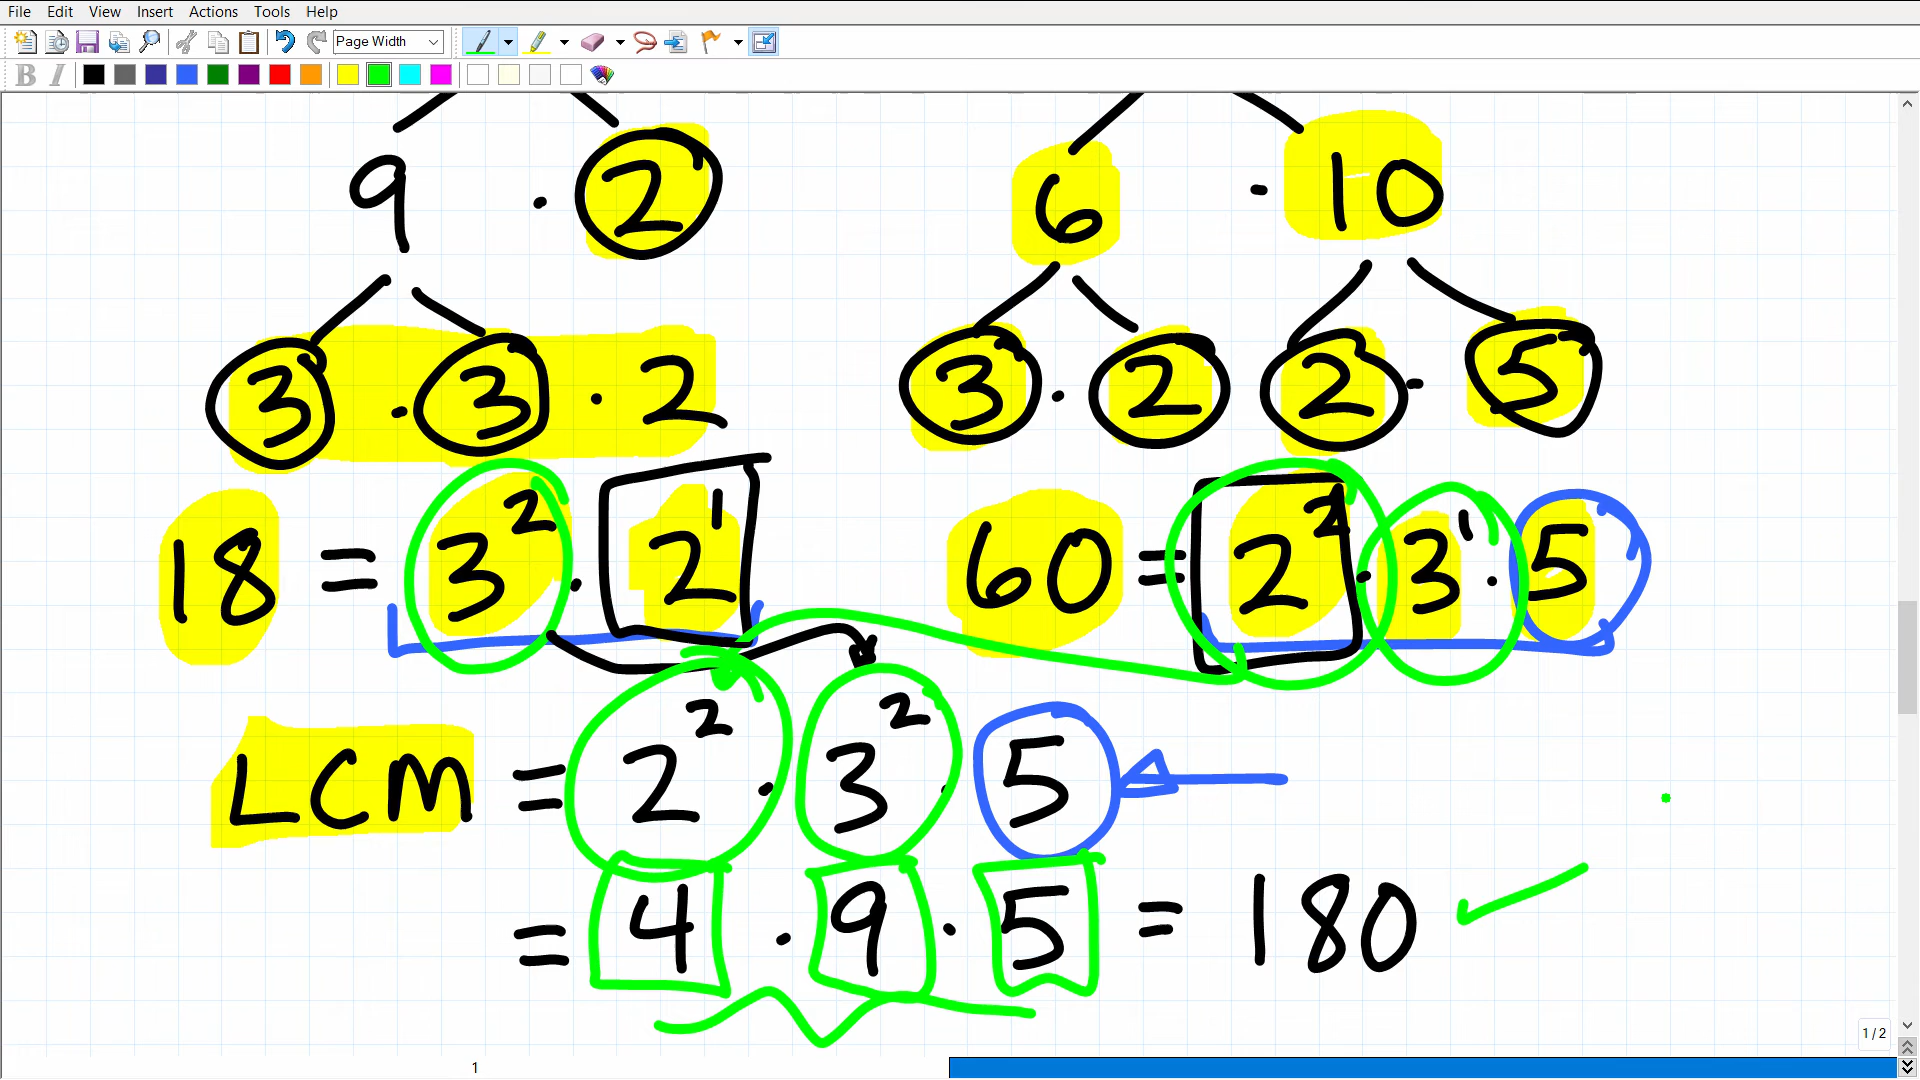 File Edit View Insert Actions Tools Help
Page Width
B I
9 · 2 6 · 10
3 · 3 · 2 3 · 2 2 · 5
18 = 3² · 2¹ 60 = 2² · 3¹ · 5
LCM = 2² · 3² · 5
= 4 · 9 · 5 = 180 ✓
1 / 2
1